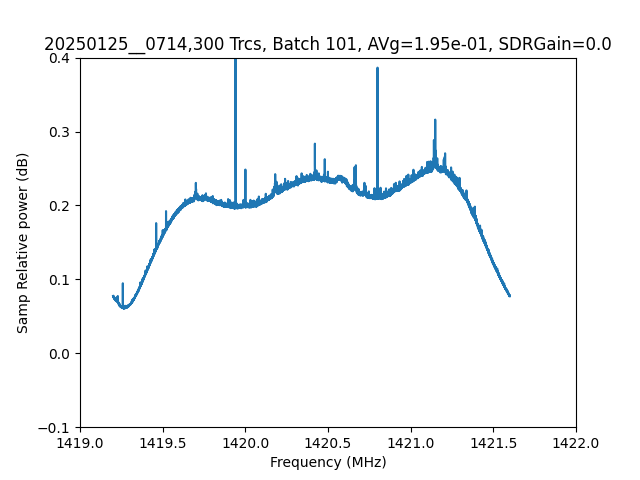 20250125__0714,300 Trcs, Batch 101, AVg=1.95e-01, SDRGain=0.0
Samp Relative power (dB)
0.4
0.3
0.2
0.1
0.0
−0.1
1419.0 1419.5 1420.0 1420.5 1421.0 1421.5 1422.0
Frequency (MHz)